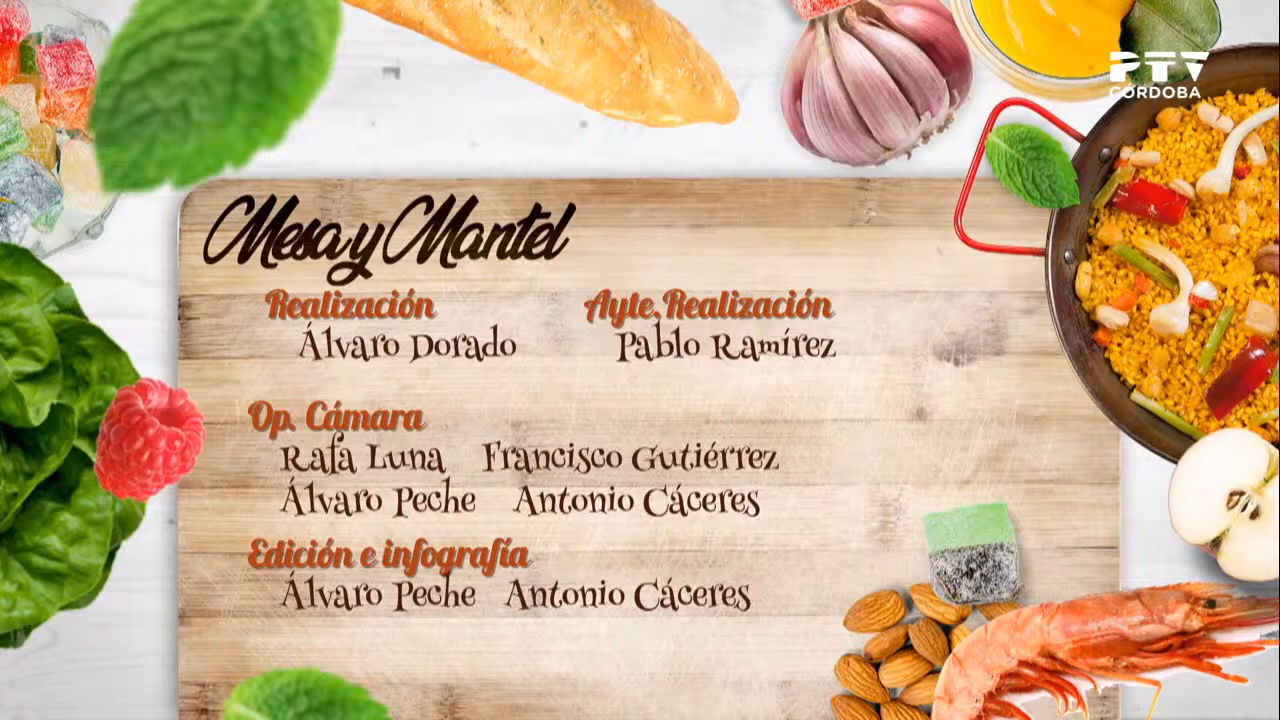 PTV
CÓRDOBA
Mesa y Mantel
Realización
Ayte. Realización
Álvaro Dorado
Pablo Ramírez
Op. Cámara
Rafa Luna Francisco Gutiérrez
Álvaro Peche Antonio Cáceres
Edición e infografía
Álvaro Peche Antonio Cáceres